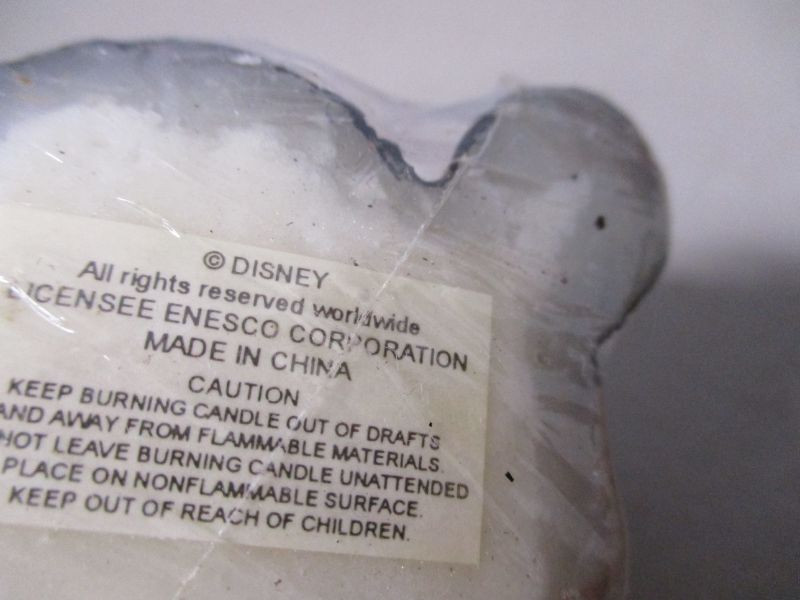 © DISNEY
All rights reserved worldwide
LICENSEE ENESCO CORPORATION
MADE IN CHINA
CAUTION
KEEP BURNING CANDLE OUT OF DRAFTS
AND AWAY FROM FLAMMABLE MATERIALS.
NOT LEAVE BURNING CANDLE UNATTENDED
PLACE ON NONFLAMMABLE SURFACE.
KEEP OUT OF REACH OF CHILDREN.